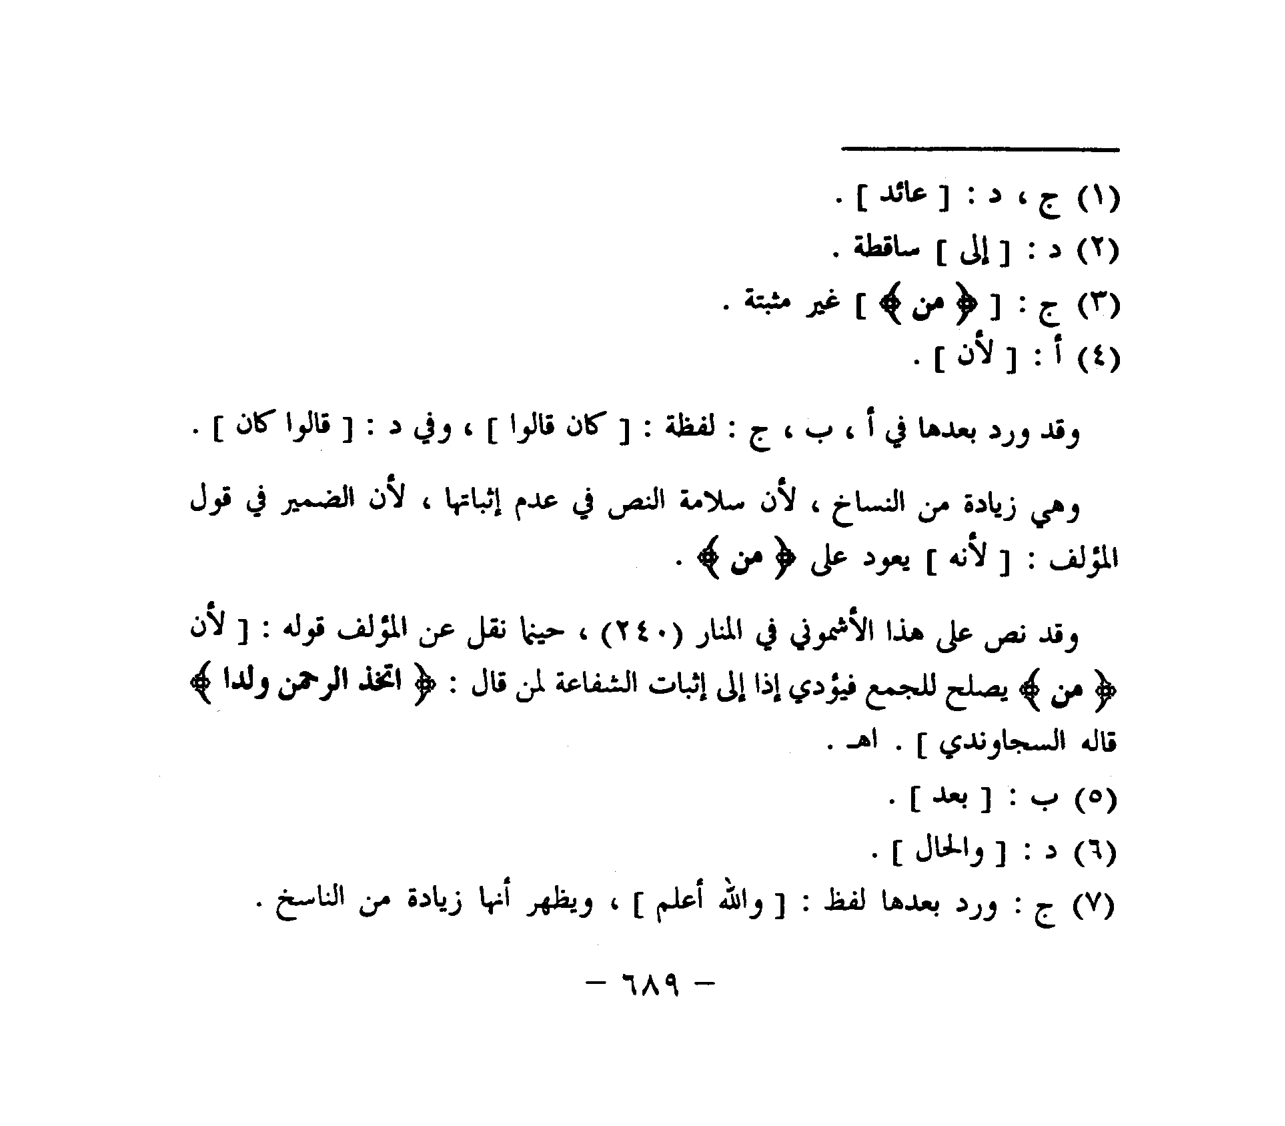 (١) ج ، د : [ عائد ] .
(٢) د : [ إلى ] ساقطة .
(٣) ج : [ ﴿ من ﴾ ] غير مثبتة .
(٤) أ : [ لأن ] .
وقد ورد بعدها في أ ، ب ، ج : لفظة : [ كان قالوا ] ، وفي د : [ قالوا كان ] .
وهي زيادة من النساخ ، لأن سلامة النص في عدم إثباتها ، لأن الضمير في قول
المؤلف : [ لأنه ] يعود على ﴿ من ﴾ .
وقد نص على هذا الأشموني في المنار (٢٤٠) ، حينما نقل عن المؤلف قوله : [ لأن
﴿ من ﴾ يصلح للجمع فيؤدي إذا إلى إثبات الشفاعة لمن قال : ﴿ اتخذ الرحمن ولدا ﴾
قاله السجاوندي ] . اهـ .
(٥) ب : [ بعد ] .
(٦) د : [ والحال ] .
(٧) ج : ورد بعدها لفظ : [ والله أعلم ] ، ويظهر أنها زيادة من الناسخ .
– ٦٨٩ –